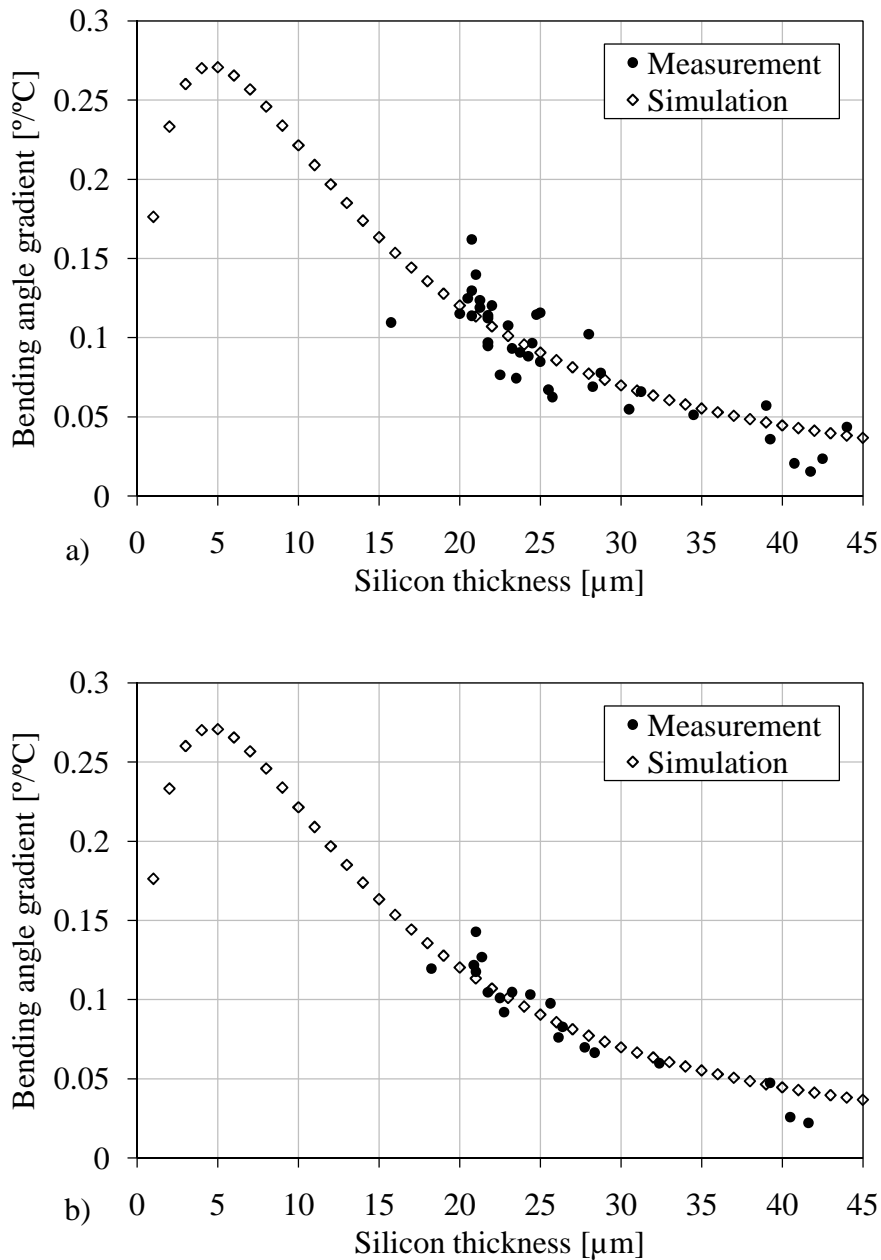 0.3
0.25
0.2
0.15
0.1
0.05
0
Bending angle gradient [º/ºC]
Measurement
Simulation
0 5 10 15 20 25 30 35 40 45
a)
Silicon thickness [µm]
0.3
0.25
0.2
0.15
0.1
0.05
0
Bending angle gradient [º/ºC]
Measurement
Simulation
0 5 10 15 20 25 30 35 40 45
b)
Silicon thickness [µm]